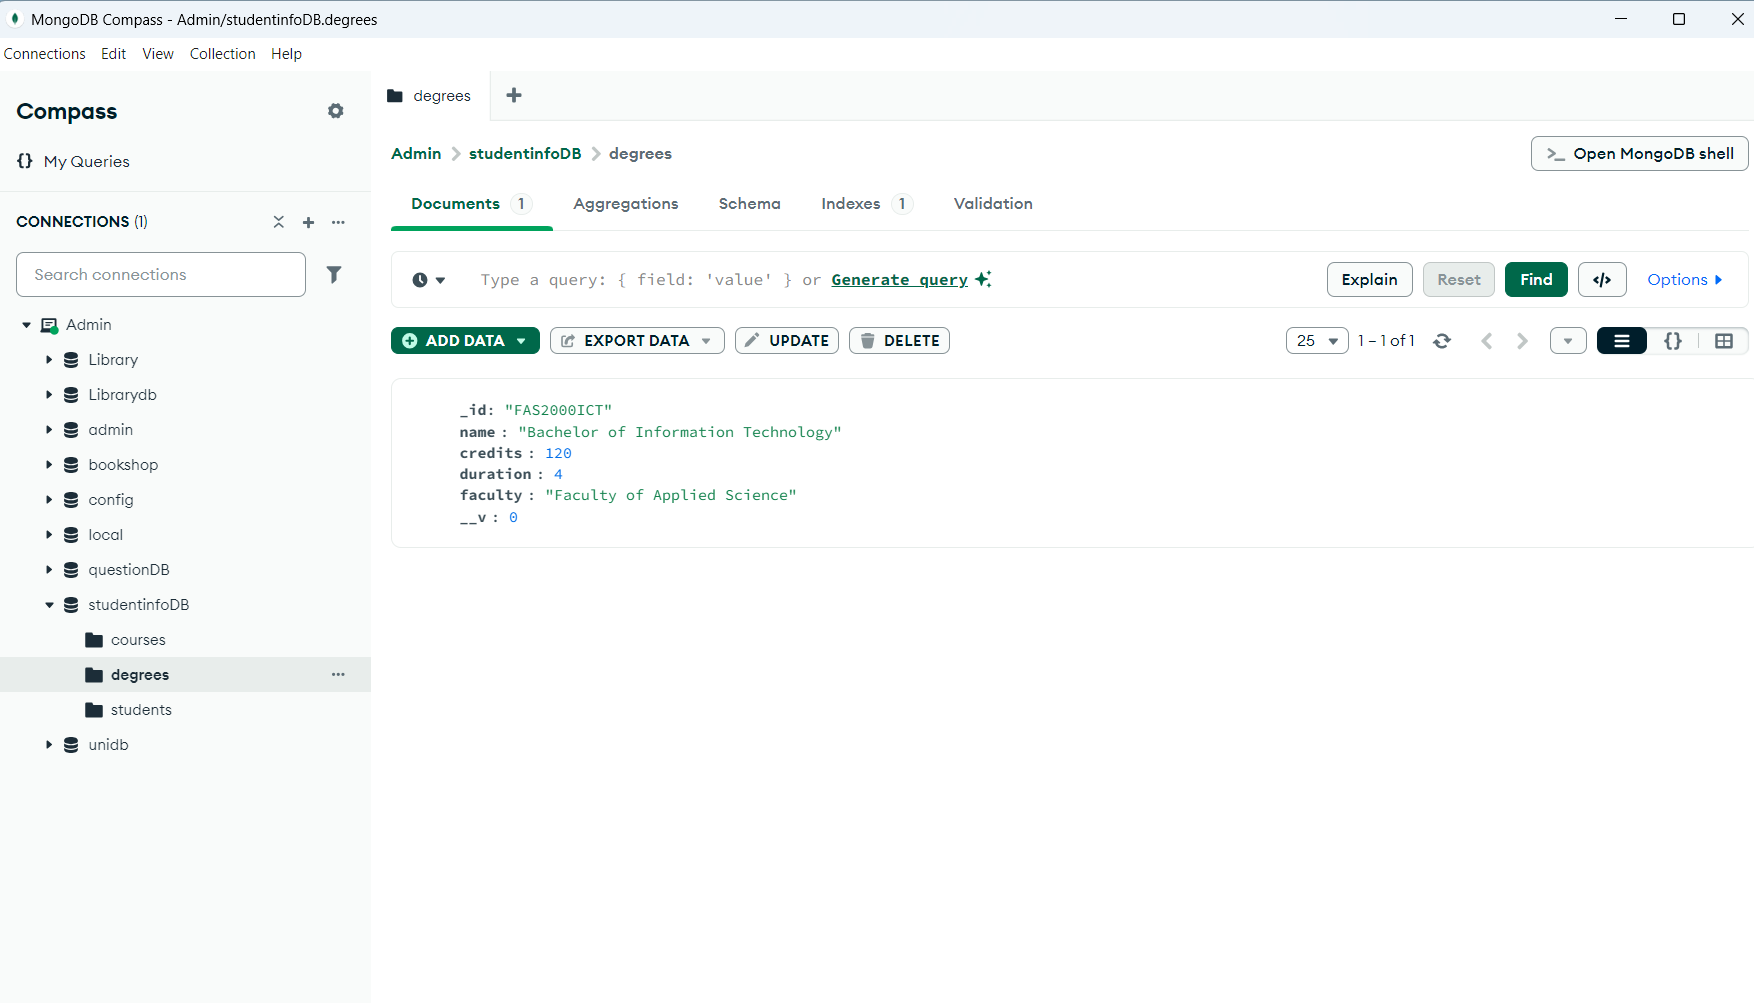 MongoDB Compass - Admin/studentinfoDB.degrees
Connections Edit View Collection Help
Compass
{} My Queries
CONNECTIONS (1)
Search connections
Admin
Library
Librarydb
admin
bookshop
config
local
questionDB
studentinfoDB
courses
degrees
students
unidb
degrees
Admin > studentinfoDB > degrees
>_ Open MongoDB shell
Documents 1 Aggregations Schema Indexes 1 Validation
Type a query: { field: 'value' } or Generate query
Explain Reset Find </> Options
ADD DATA EXPORT DATA UPDATE DELETE
25 1 – 1 of 1 {}
_id: "FAS2000ICT"
name : "Bachelor of Information Technology"
credits : 120
duration : 4
faculty : "Faculty of Applied Science"
__v : 0